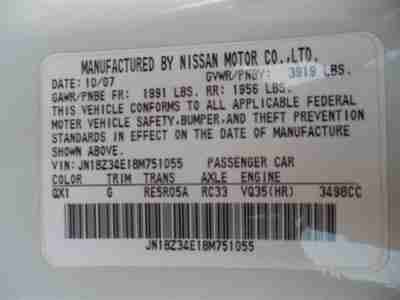 MANUFACTURED BY NISSAN MOTOR CO.,LTD.
DATE: 10/07 GVWR/PNBV: 3919 LBS.
GAWR/PNBE FR: 1991 LBS. RR: 1956 LBS.
THIS VEHICLE CONFORMS TO ALL APPLICABLE FEDERAL
MOTOR VEHICLE SAFETY,BUMPER,AND THEFT PREVENTION
STANDARDS IN EFFECT ON THE DATE OF MANUFACTURE
SHOWN ABOVE.
VIN: JN1BZ34E18M751055 PASSENGER CAR
COLOR TRIM TRANS AXLE ENGINE
QX1 G RE5R05A RC33 VQ35(HR) 3498CC
JN1BZ34E18M751055